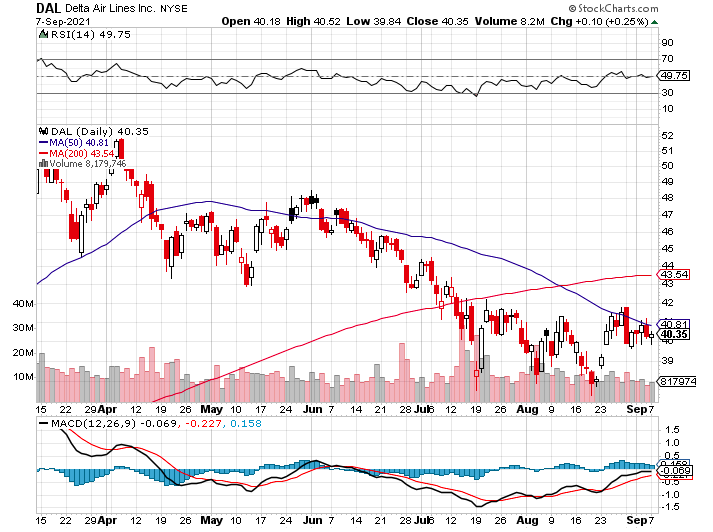 DAL Delta Air Lines Inc. NYSE © StockCharts.com
7-Sep-2021 Open 40.18 High 40.52 Low 39.84 Close 40.35 Volume 8.2M Chg +0.10 (+0.25%)
RSI(14) 49.75
90
70
49.75
30
10
DAL (Daily) 40.35
MA(50) 40.81
MA(200) 43.54
Volume 8,179,746
52
51
50
49
48
47
46
45
44
43.54
43
42
40.81
40.35
40
39
40M
30M
20M
10M
817974
15 22 29 Apr 12 19 26 May 10 17 24 Jun 7 14 21 28 Jul 6 12 19 26 Aug 9 16 23 Sep 7
MACD(12,26,9) -0.069, -0.227, 0.158
1.5
1.0
0.5
0.158
-0.069
-0.5
-1.0
-1.5
15 22 29 Apr 12 19 26 May 10 17 24 Jun 7 14 21 28 Jul 6 12 19 26 Aug 9 16 23 Sep 7